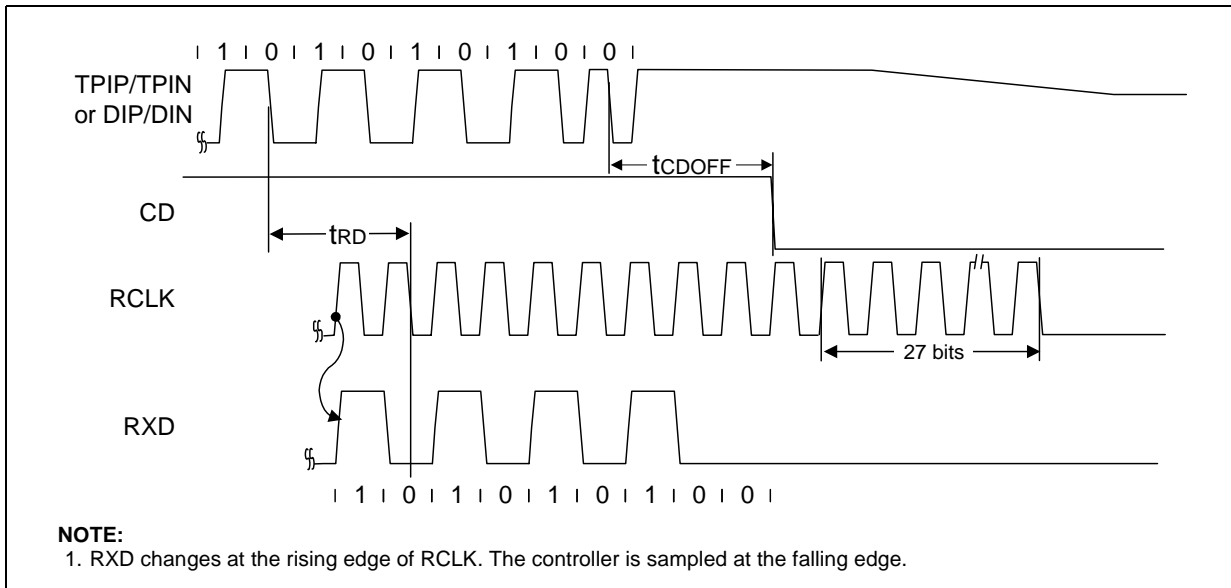 1 0 1 0 1 0 1 0 0
TPIP/TPIN
or DIP/DIN
tCDOFF
CD
tRD
RCLK
27 bits
RXD
1 0 1 0 1 0 1 0 0
NOTE:
1. RXD changes at the rising edge of RCLK. The controller is sampled at the falling edge.